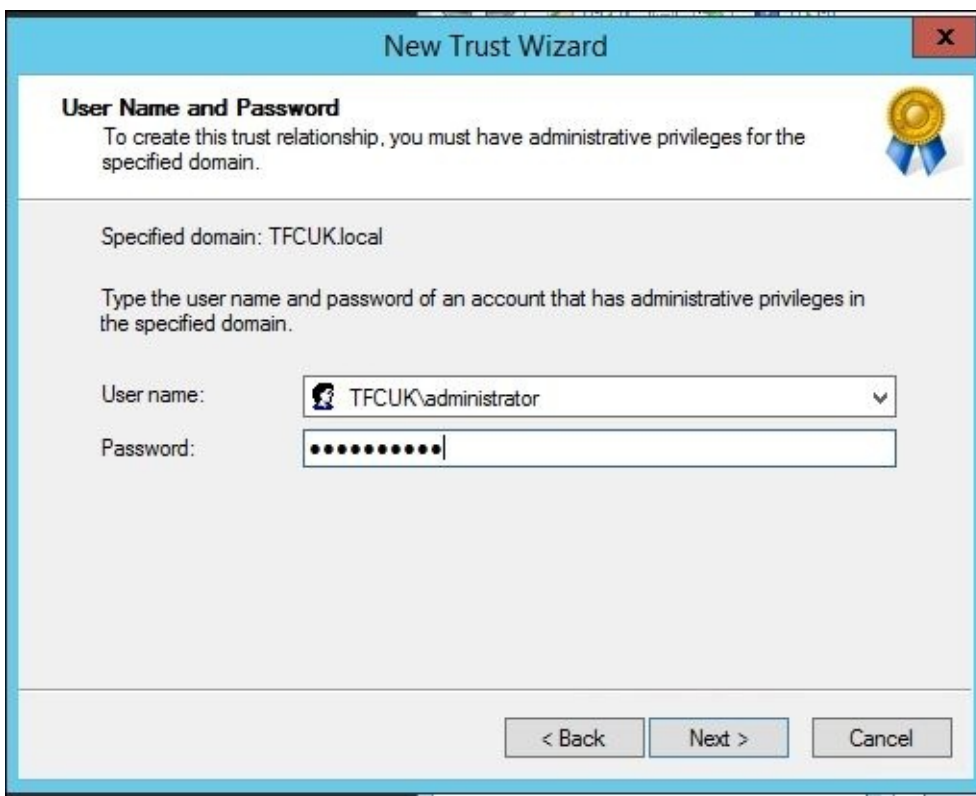 New Trust Wizard
x
User Name and Password
To create this trust relationship, you must have administrative privileges for the
specified domain.
Specified domain: TFCUK.local
Type the user name and password of an account that has administrative privileges in
the specified domain.
User name:
TFCUK\administrator
Password:
••••••••••
< Back
Next >
Cancel